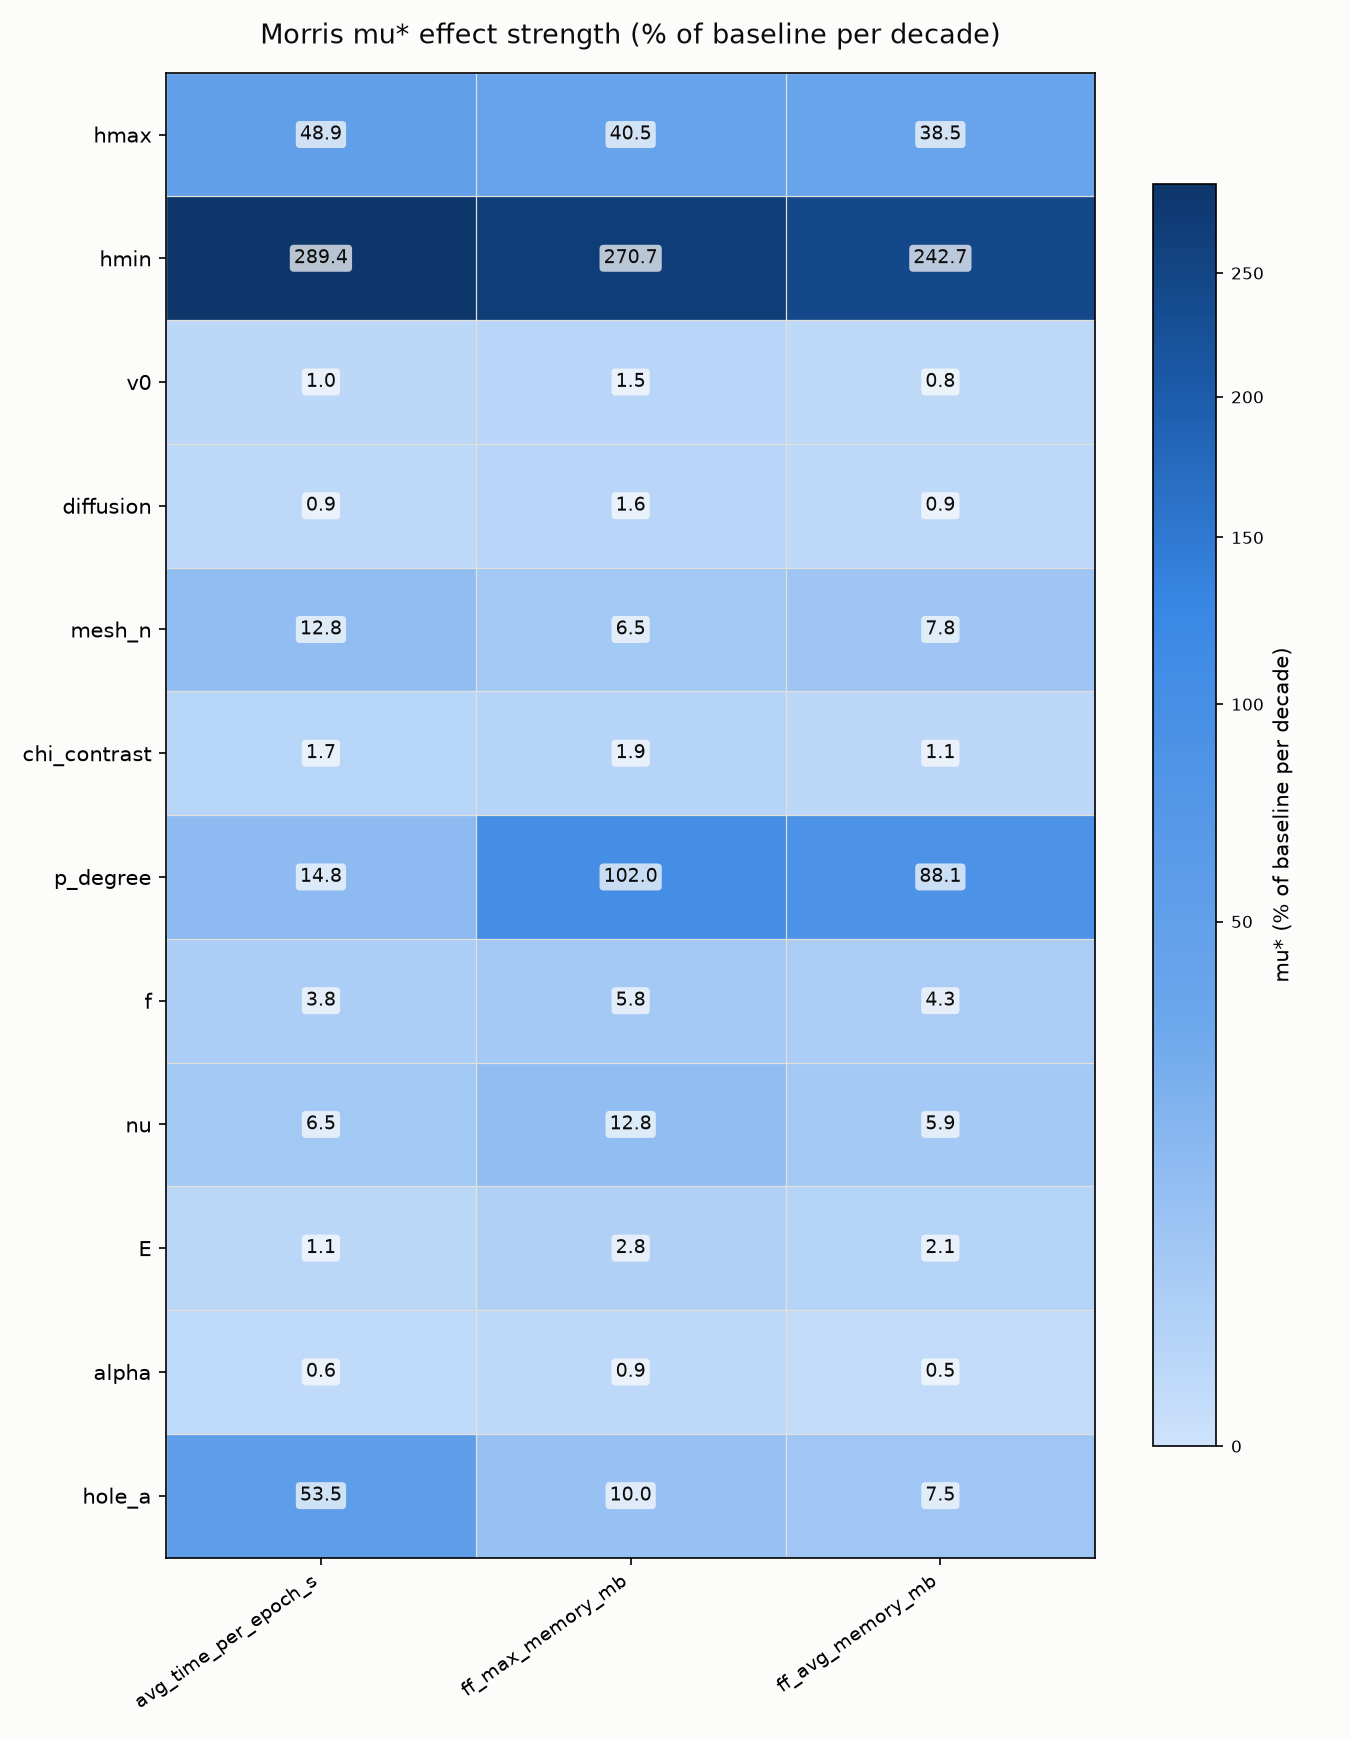 Morris mu* effect strength (% of baseline per decade)
hmax 48.9 40.5 38.5
hmin 289.4 270.7 242.7
v0 1.0 1.5 0.8
diffusion 0.9 1.6 0.9
mesh_n 12.8 6.5 7.8
chi_contrast 1.7 1.9 1.1
p_degree 14.8 102.0 88.1
f 3.8 5.8 4.3
nu 6.5 12.8 5.9
E 1.1 2.8 2.1
alpha 0.6 0.9 0.5
hole_a 53.5 10.0 7.5
avg_time_per_epoch_s ff_max_memory_mb ff_avg_memory_mb
250
200
150
100
50
0
mu* (% of baseline per decade)